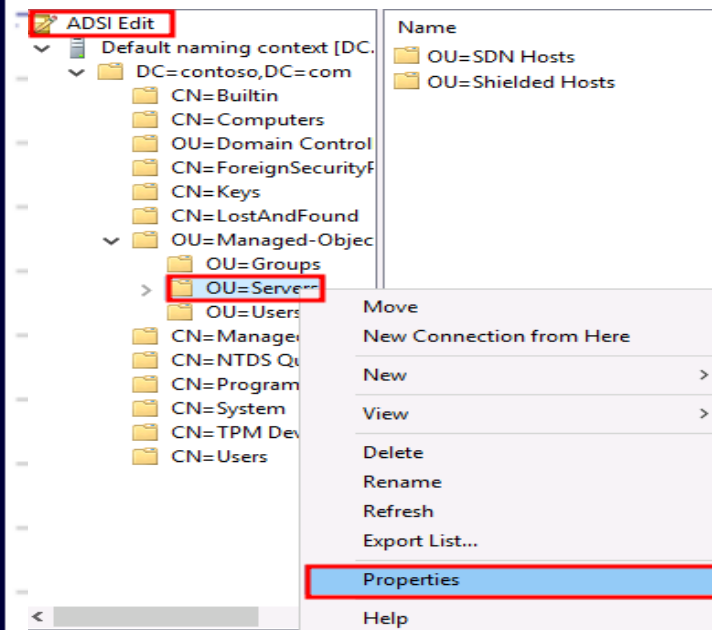 ADSI Edit
Default naming context [DC.
DC=contoso,DC=com
CN=Builtin
CN=Computers
OU=Domain Control
CN=ForeignSecurityP
CN=Keys
CN=LostAndFound
OU=Managed-Objec
OU=Groups
OU=Servers
OU=Users
CN=Managed
CN=NTDS Qu
CN=Program
CN=System
CN=TPM Dev
CN=Users
Name
OU=SDN Hosts
OU=Shielded Hosts
Move
New Connection from Here
New
View
Delete
Rename
Refresh
Export List...
Properties
Help